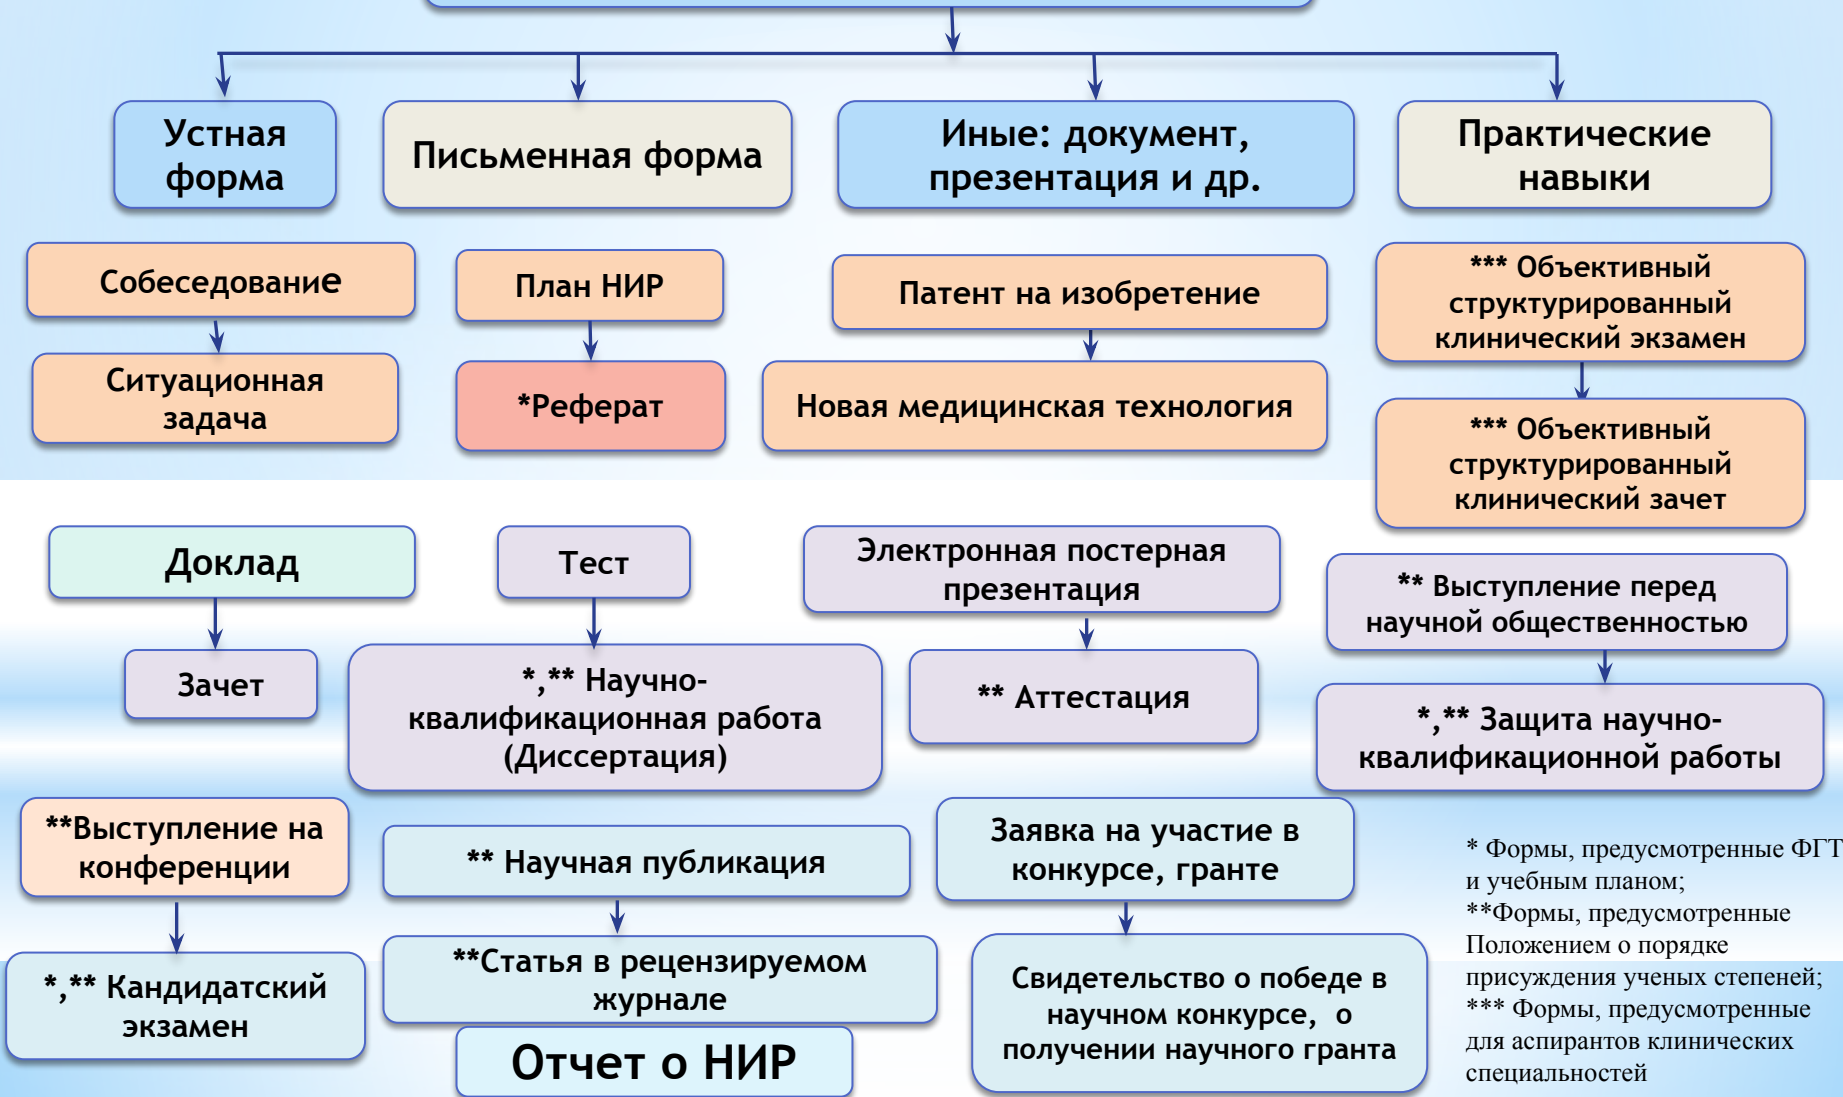 Устная
форма
Письменная форма
Иные: документ,
презентация и др.
Практические
навыки
Собеседование
План НИР
Патент на изобретение
*** Объективный
структурированный
клинический экзамен
Ситуационная
задача
*Реферат
Новая медицинская технология
*** Объективный
структурированный
клинический зачет
Доклад
Тест
Электронная постерная
презентация
** Выступление перед
научной общественностью
Зачет
*,** Научно-
квалификационная работа
(Диссертация)
** Аттестация
*,** Защита научно-
квалификационной работы
**Выступление на
конференции
** Научная публикация
Заявка на участие в
конкурсе, гранте
*,** Кандидатский
экзамен
**Статья в рецензируемом
журнале
Свидетельство о победе в
научном конкурсе, о
получении научного гранта
Отчет о НИР
* Формы, предусмотренные ФГТ
и учебным планом;
**Формы, предусмотренные
Положением о порядке
присуждения ученых степеней;
*** Формы, предусмотренные
для аспирантов клинических
специальностей